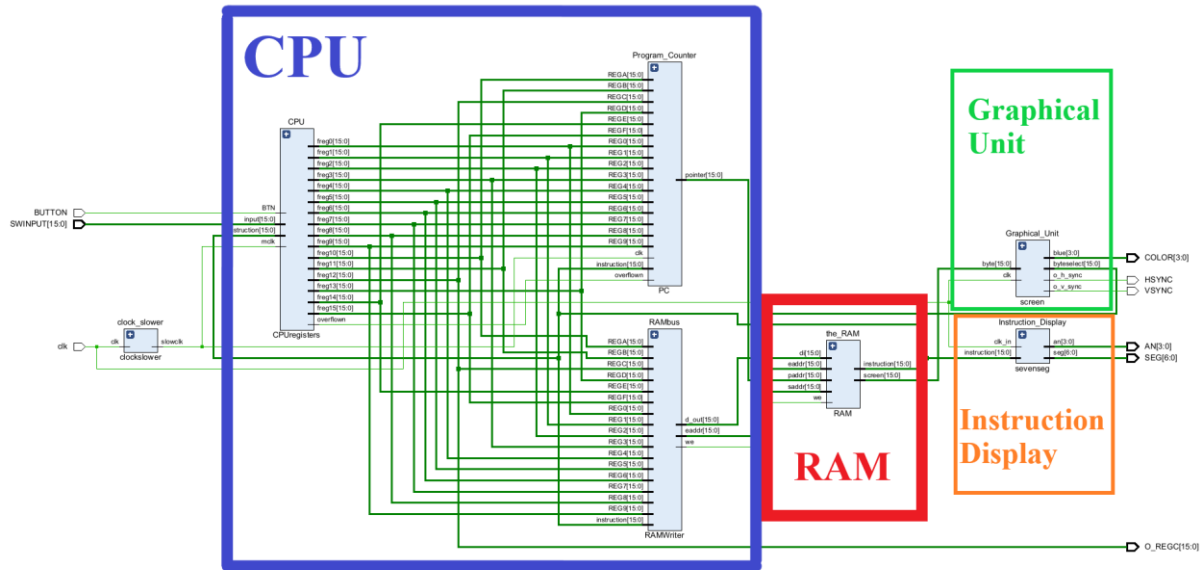 CPU
BUTTON
SWINPUT[15:0]
clk
clock_slower
clk
slowclk
clockslower
CPU
BTN
input[15:0]
struction[15:0]
mclk
freg0[15:0]
freg1[15:0]
freg2[15:0]
freg3[15:0]
freg4[15:0]
freg5[15:0]
freg6[15:0]
freg7[15:0]
freg8[15:0]
freg9[15:0]
freg10[15:0]
freg11[15:0]
freg12[15:0]
freg13[15:0]
freg14[15:0]
freg15[15:0]
overflown
CPUregisters
Program_Counter
REGA[15:0]
REGB[15:0]
REGC[15:0]
REGD[15:0]
REGE[15:0]
REGF[15:0]
REG0[15:0]
REG1[15:0]
REG2[15:0]
REG3[15:0]
REG4[15:0]
REG5[15:0]
REG6[15:0]
REG7[15:0]
REG8[15:0]
REG9[15:0]
clk
instruction[15:0]
overflown
pointer[15:0]
PC
RAMbus
REGA[15:0]
REGB[15:0]
REGC[15:0]
REGD[15:0]
REGE[15:0]
REGF[15:0]
REG0[15:0]
REG1[15:0]
REG2[15:0]
REG3[15:0]
REG4[15:0]
REG5[15:0]
REG6[15:0]
REG7[15:0]
REG8[15:0]
REG9[15:0]
instruction[15:0]
d_out[15:0]
eaddr[15:0]
we
RAMWriter
the_RAM
di[15:0]
eaddr[15:0]
paddr[15:0]
saddr[15:0]
we
instruction[15:0]
screen[15:0]
RAM
RAM
Graphical
Unit
Graphical_Unit
byte[15:0]
clk
blue[3:0]
byteselect[15:0]
o_h_sync
o_v_sync
screen
Instruction_Display
clk_in
instruction[15:0]
an[3:0]
seg[6:0]
sevenseg
Instruction
Display
COLOR[3:0]
HSYNC
VSYNC
AN[3:0]
SEG[6:0]
O_REGC[15:0]